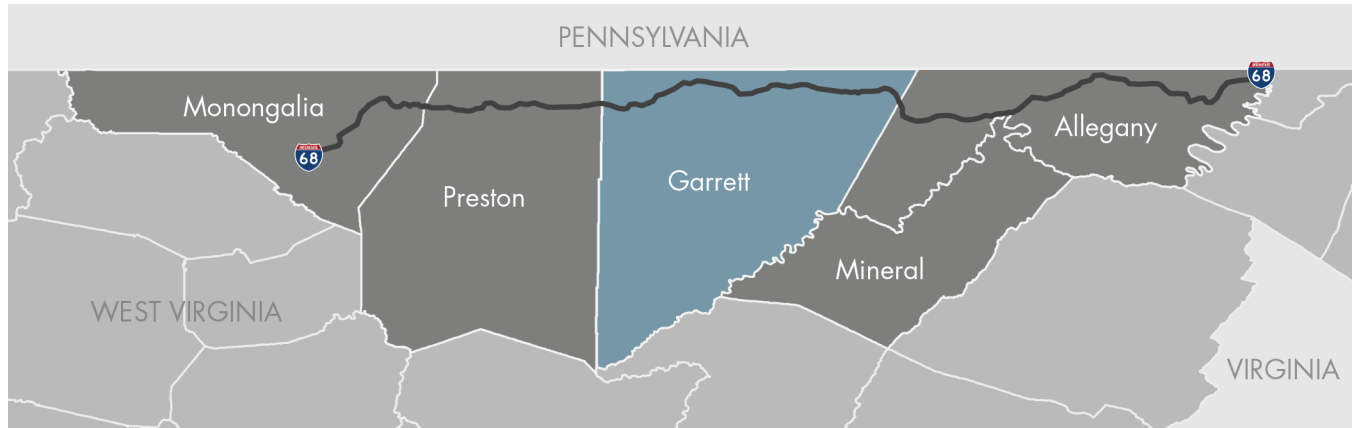 PENNSYLVANIA
68
Monongalia
Allegany
68
Garrett
Preston
Mineral
WEST VIRGINIA
VIRGINIA